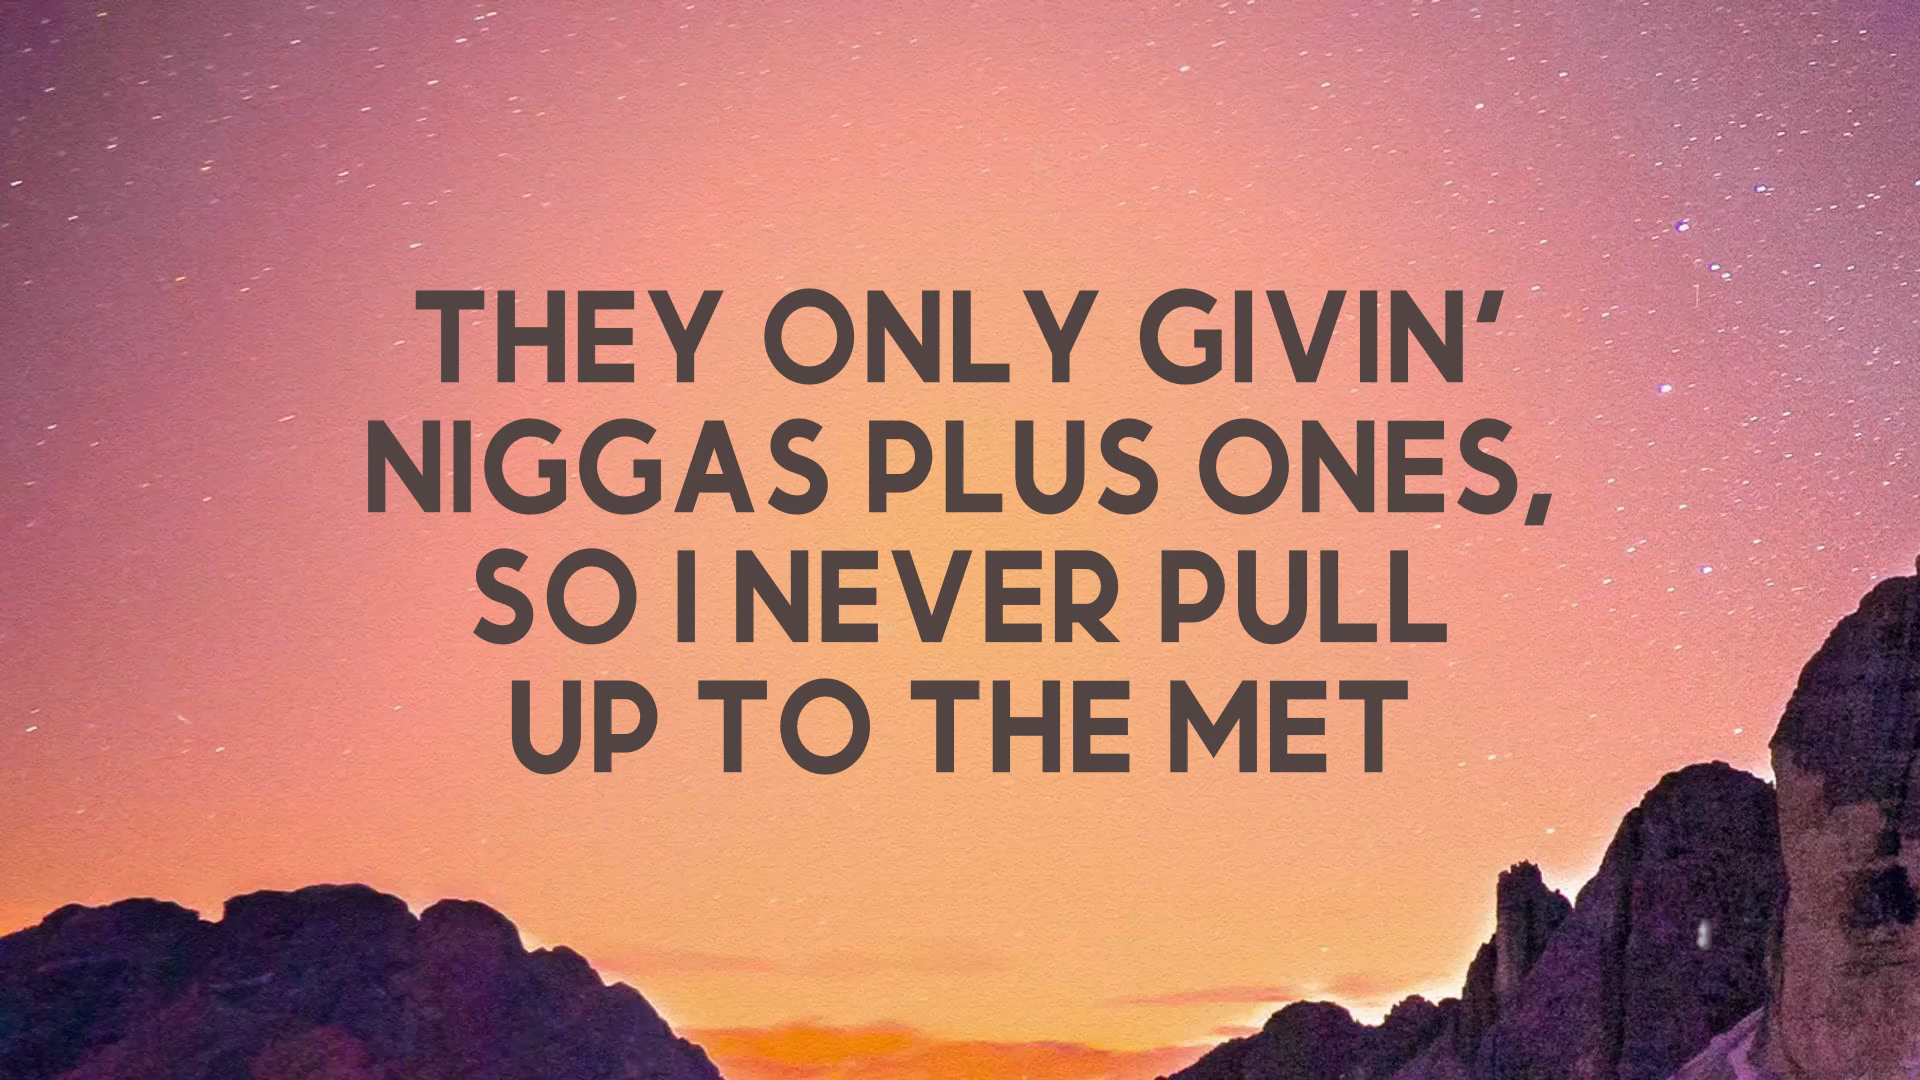 THEY ONLY GIVIN'
NIGGAS PLUS ONES,
SO I NEVER PULL
UP TO THE MET